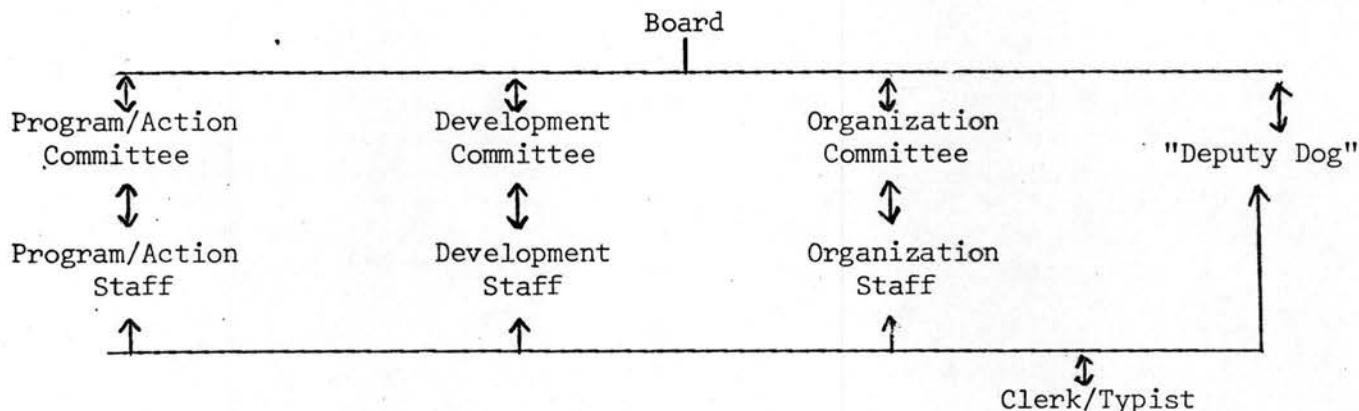 Board
Program/Action
Committee
Development
Committee
Organization
Committee
"Deputy Dog"
Program/Action
Staff
Development
Staff
Organization
Staff
Clerk/Typist